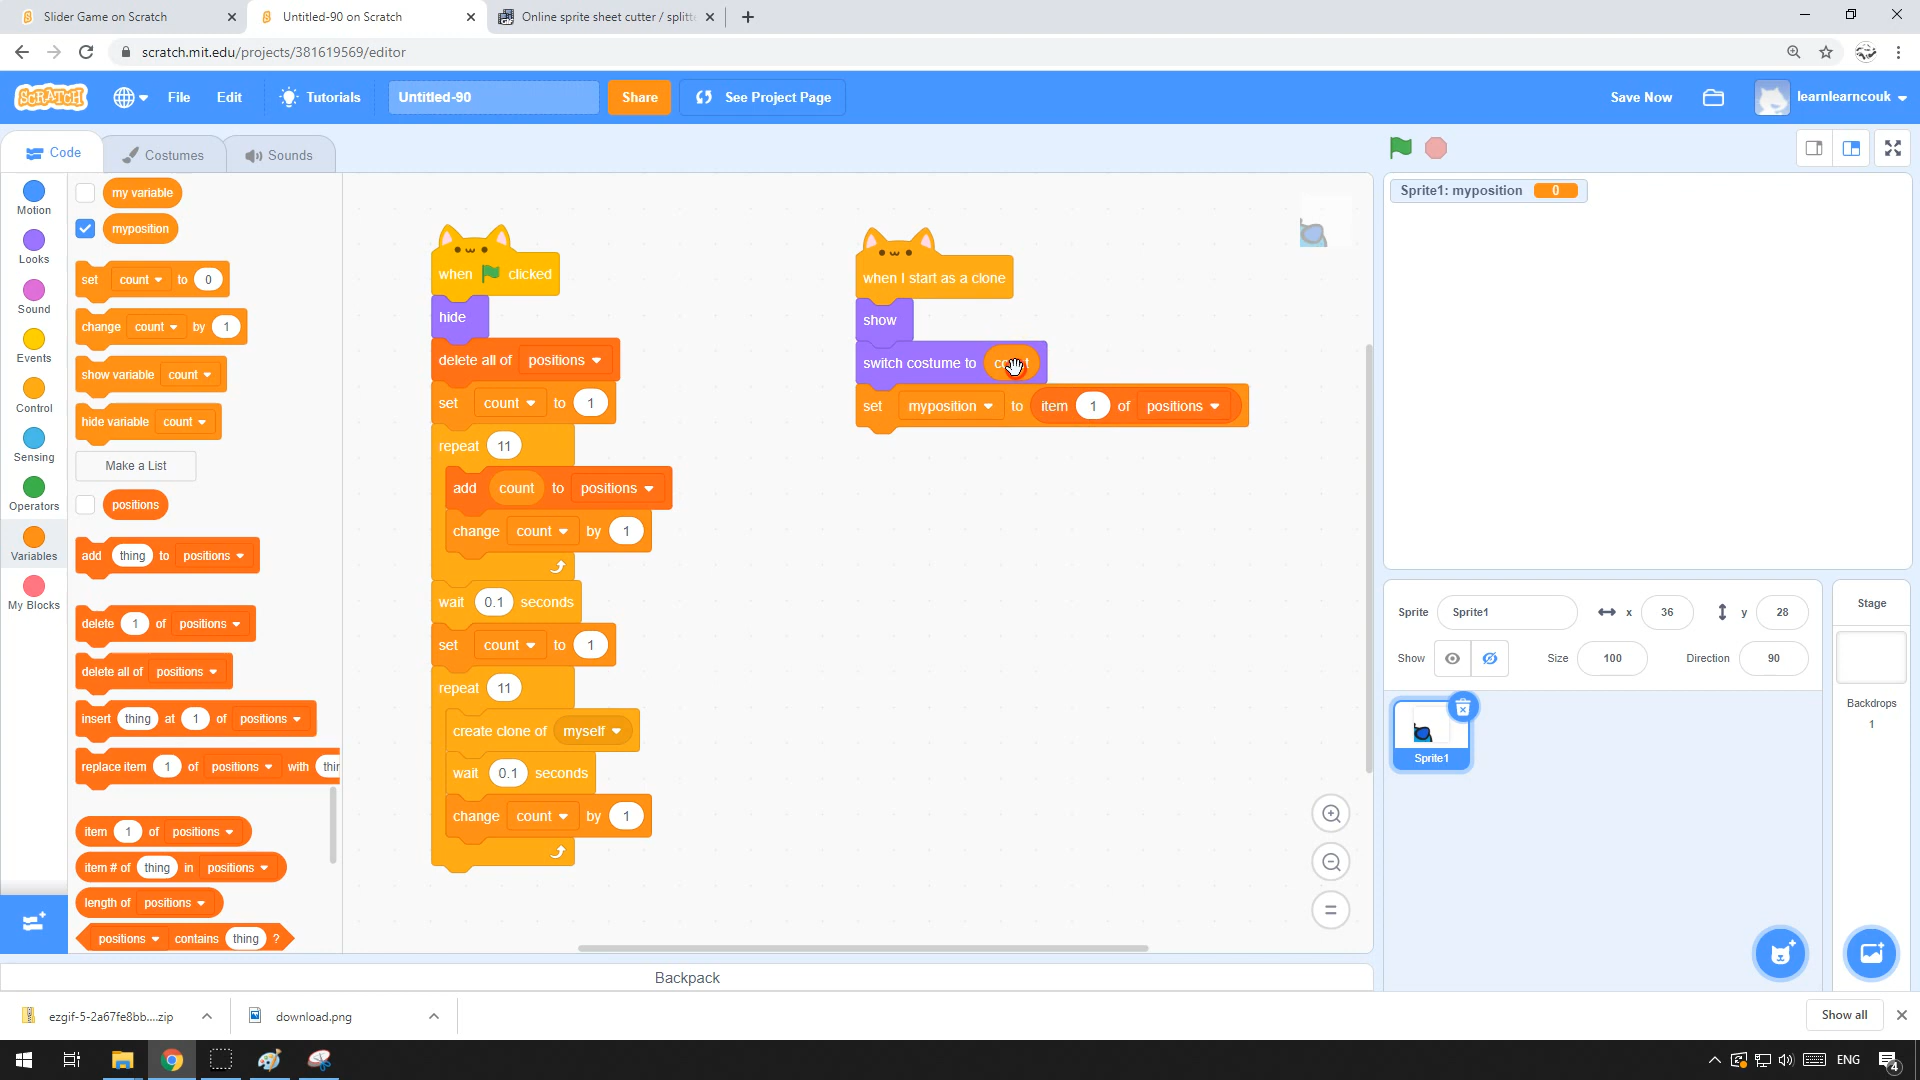 Slider Game on Scratch
Untitled-90 on Scratch
Online sprite sheet cutter / splitt
scratch.mit.edu/projects/381619569/editor
SCRATCH
File
Edit
Tutorials
Untitled-90
Share
See Project Page
Save Now
learnlearncouk
Code
Costumes
Sounds
Motion
Looks
Sound
Events
Control
Sensing
Operators
Variables
My Blocks
my variable
myposition
set count to 0
change count by 1
show variable count
hide variable count
Make a List
positions
add thing to positions
delete 1 of positions
delete all of positions
insert thing at 1 of positions
replace item 1 of positions with
item 1 of positions
item # of thing in positions
length of positions
positions contains thing ?
when clicked
hide
delete all of positions
set count to 1
repeat 11
add count to positions
change count by 1
wait 0.1 seconds
set count to 1
repeat 11
create clone of myself
wait 0.1 seconds
change count by 1
when I start as a clone
show
switch costume to count
set myposition to item 1 of positions
Sprite1: myposition 0
Sprite Sprite1 x 36 y 28
Show Size 100 Direction 90
Sprite1
Stage
Backdrops
1
Backpack
ezgif-5-2a67fe8bb....zip
download.png
Show all
ENG
4